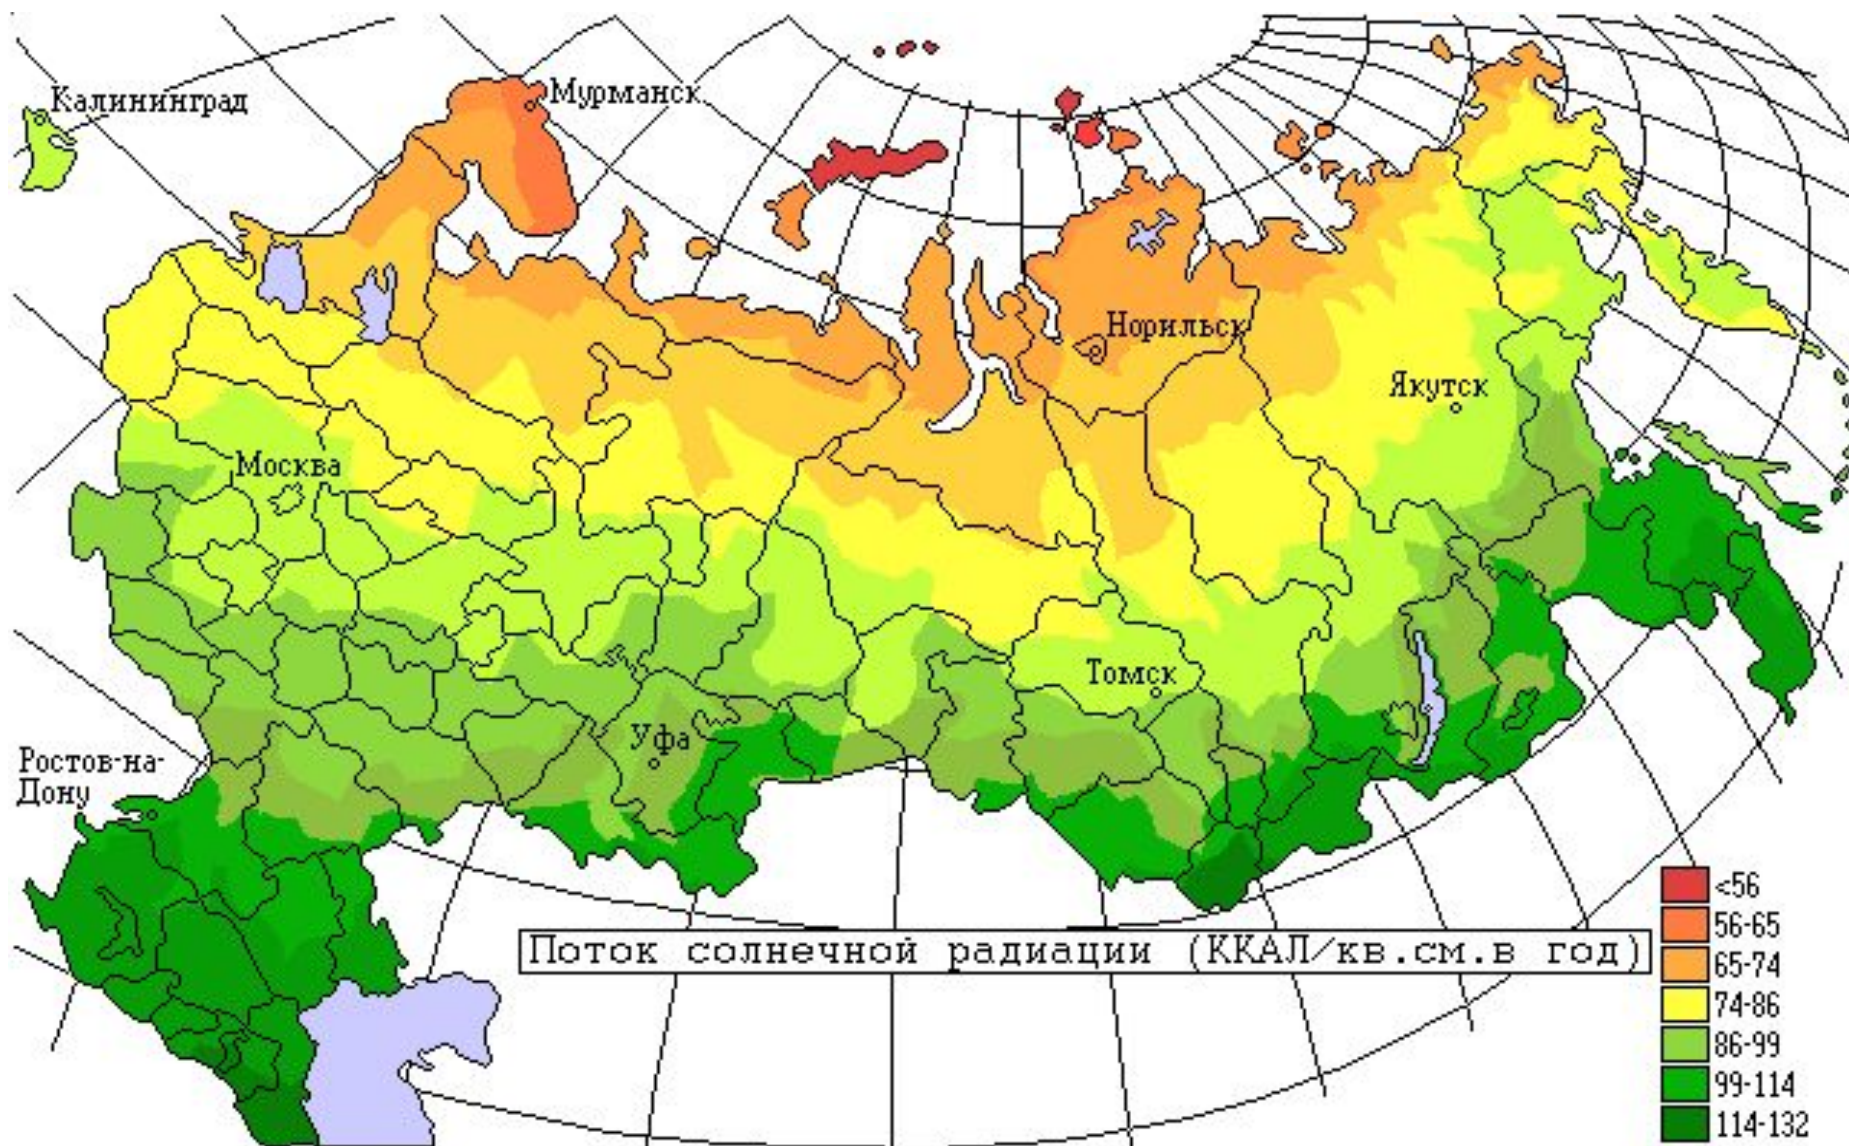 Калининград
Мурманск
Норильск
Якутск
Москва
Томск
Уфа
Ростов-на-
Дону
Поток солнечной радиации (ККАЛ/кв.см.в год)
<56
56-65
65-74
74-86
86-99
99-114
114-132